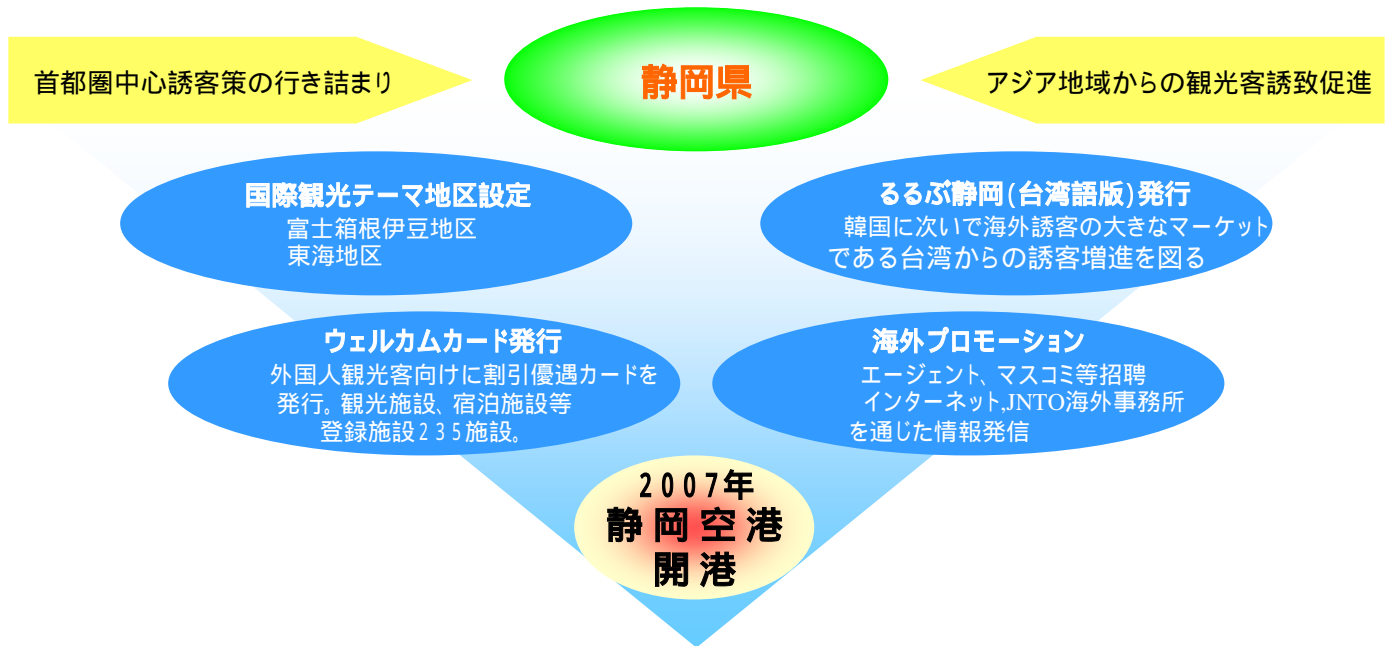 首都圏中心誘客策の行き詰まり
静岡県
アジア地域からの観光客誘致促進
国際観光テーマ地区設定
富士箱根伊豆地区
東海地区
るるぶ静岡(台湾語版)発行
韓国に次いで海外誘客の大きなマーケット
である台湾からの誘客増進を図る
ウェルカムカード発行
外国人観光客向けに割引優遇カードを
発行。観光施設、宿泊施設等
登録施設235施設。
海外プロモーション
エージェント、マスコミ等招聘
インターネット,JNTO海外事務所
を通じた情報発信
2007年
静岡空港
開港